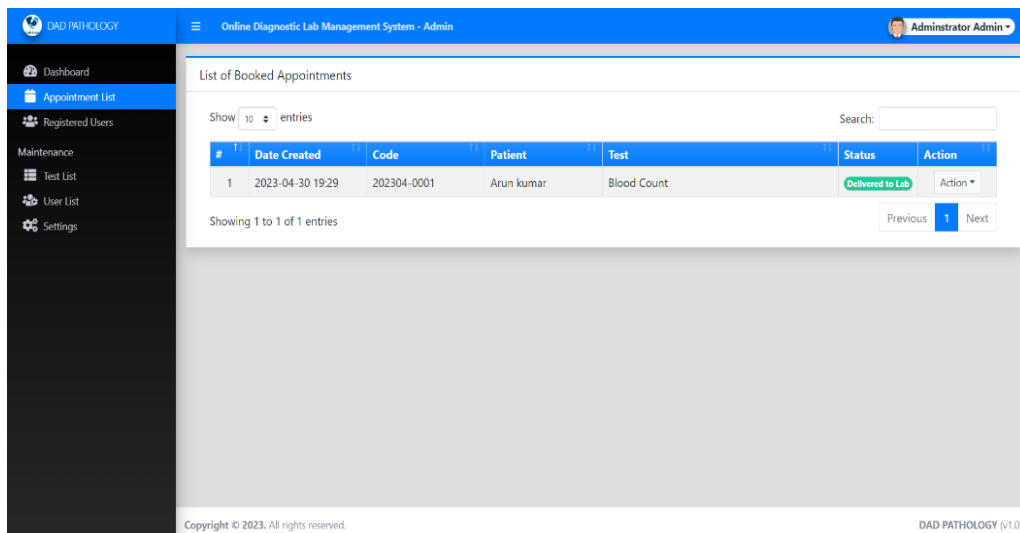 DAD PATHOLOGY
Online Diagnostic Lab Management System - Admin
Adminstrator Admin
Dashboard
Appointment List
Registered Users
Maintenance
Test List
User List
Settings
List of Booked Appointments
Show 10 entries
Search:
# Date Created Code Patient Test Status Action
1 2023-04-30 19:29 202304-0001 Arun kumar Blood Count Delivered to Lab Action
Showing 1 to 1 of 1 entries
Previous 1 Next
Copyright © 2023. All rights reserved.
DAD PATHOLOGY (v1.0